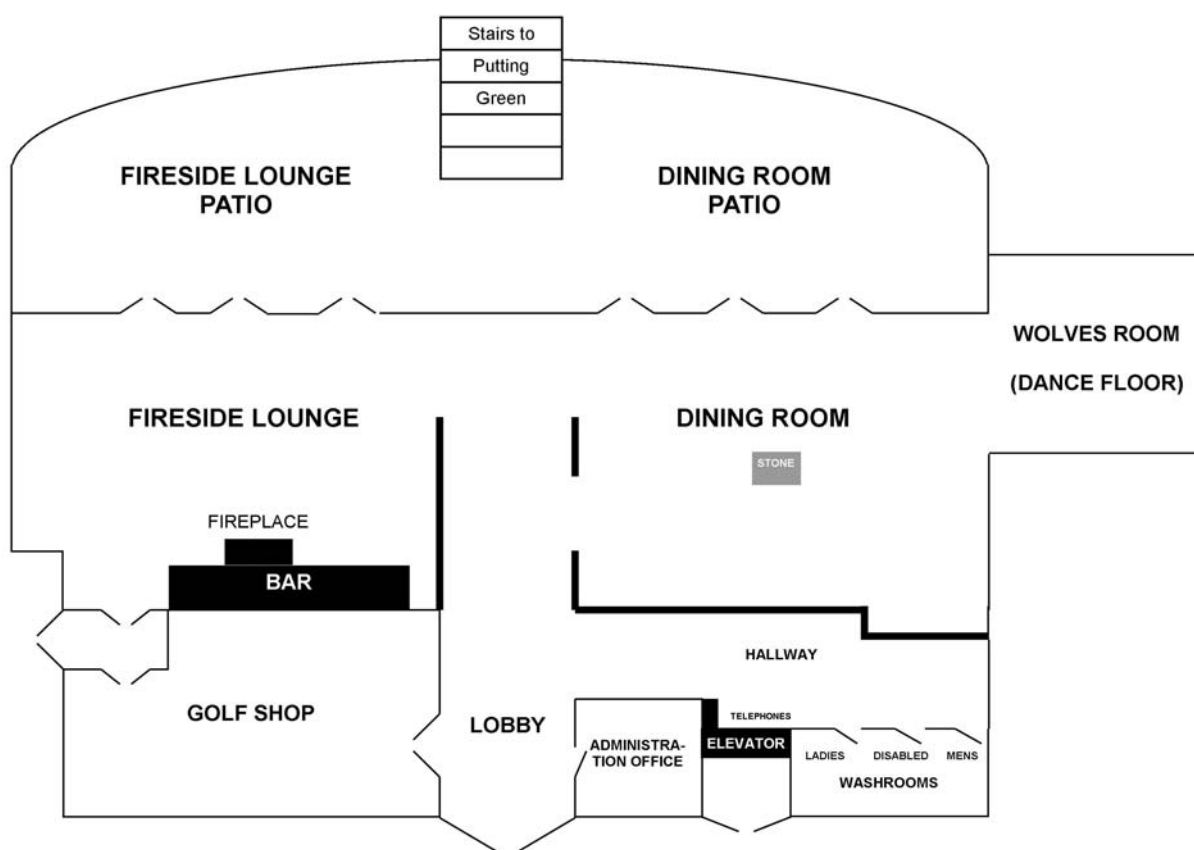 Stairs to
Putting
Green
FIRESIDE LOUNGE
PATIO
DINING ROOM
PATIO
WOLVES ROOM
(DANCE FLOOR)
FIRESIDE LOUNGE
DINING ROOM
STONE
FIREPLACE
BAR
HALLWAY
GOLF SHOP
LOBBY
TELEPHONES
ADMINISTRA-
TION OFFICE
ELEVATOR
LADIES
DISABLED
MENS
WASHROOMS